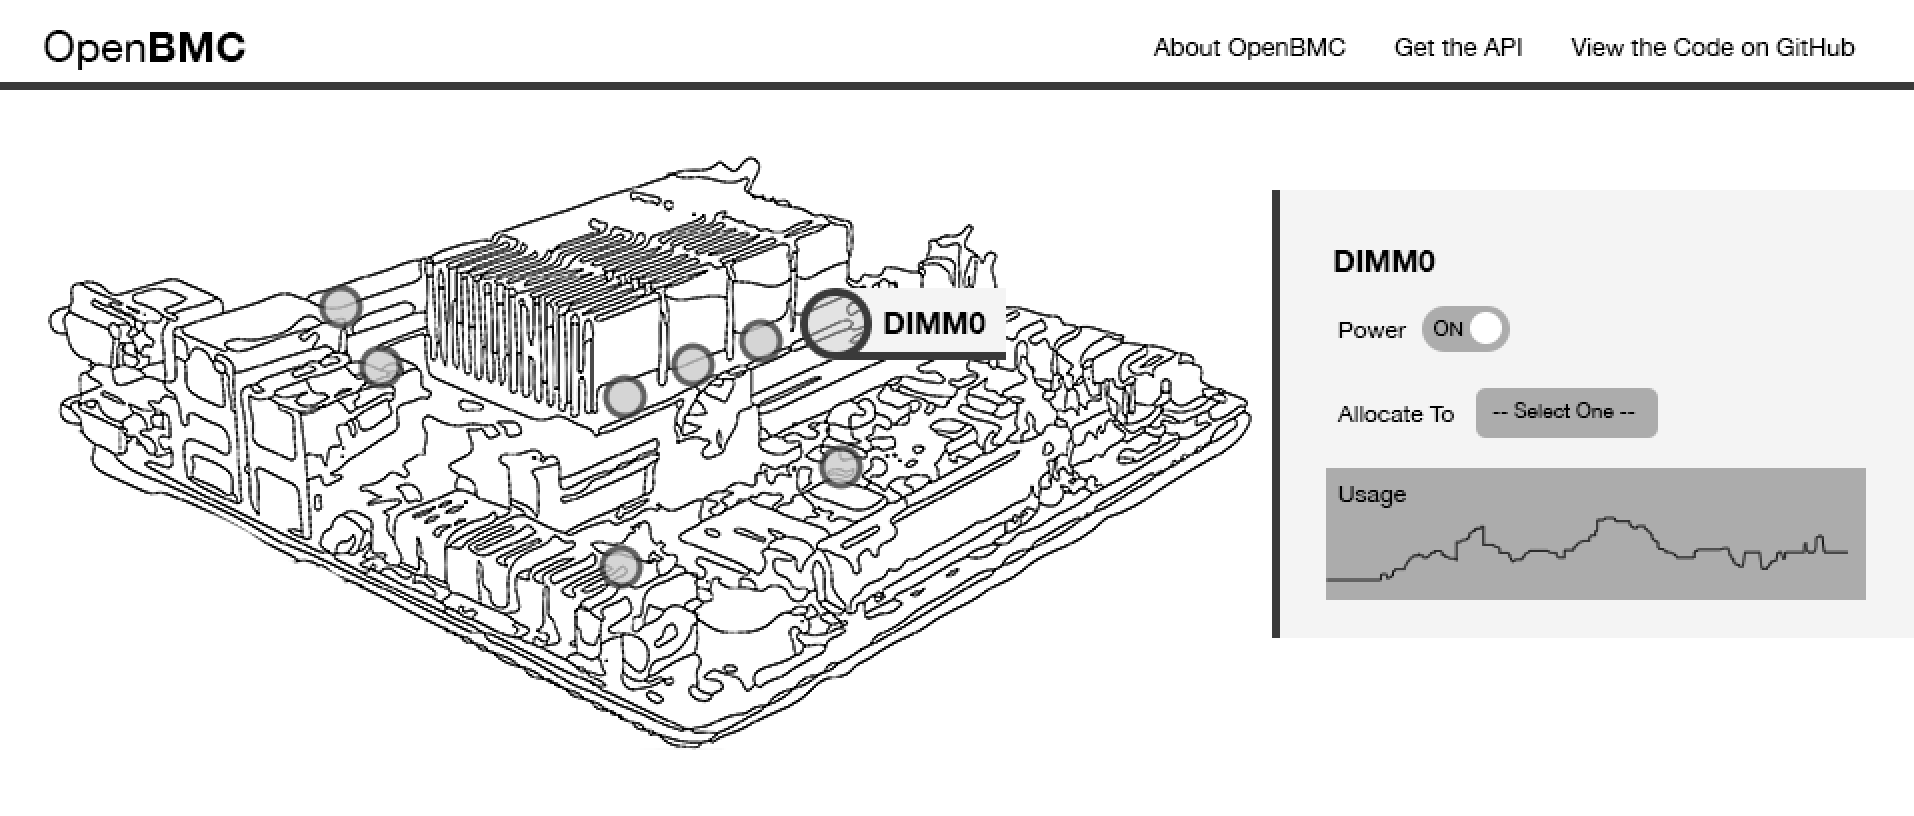 OpenBMC
About OpenBMC Get the API View the Code on GitHub
DIMM0
DIMM0
Power ON
Allocate To -- Select One --
Usage